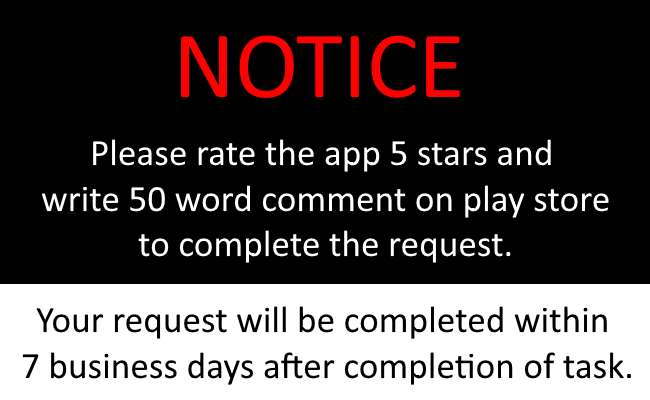 NOTICE
Please rate the app 5 stars and
write 50 word comment on play store
to complete the request.
Your request will be completed within
7 business days after completion of task.